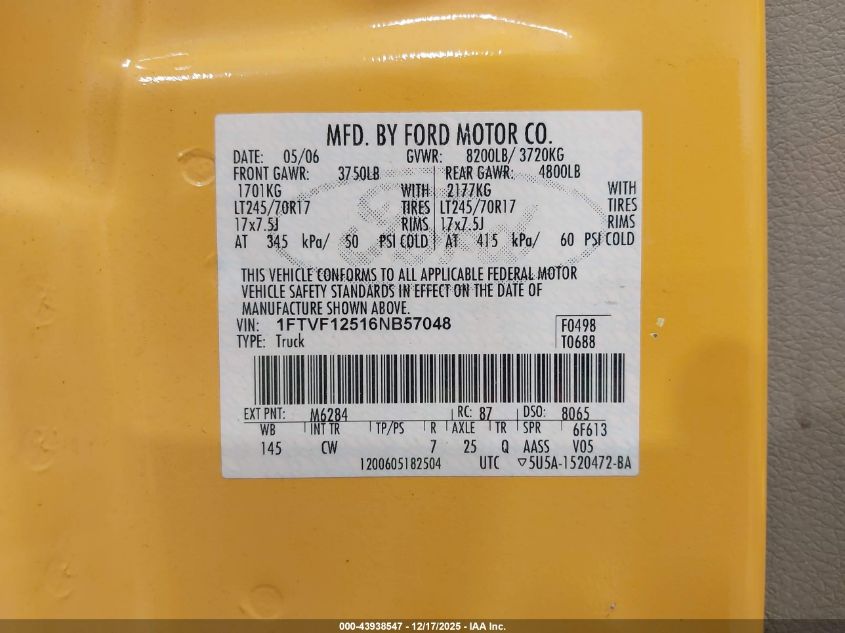 MFD. BY FORD MOTOR CO.
DATE: 05/06 GVWR: 8200LB/ 3720KG
FRONT GAWR: 3750LB REAR GAWR: 4800LB
1701KG WITH 2177KG WITH
LT245/70R17 TIRES LT245/70R17 TIRES
17x7.5J RIMS 17x7.5J RIMS
AT 345 kPa/ 50 PSI COLD AT 415 kPa/ 60 PSI COLD
THIS VEHICLE CONFORMS TO ALL APPLICABLE FEDERAL MOTOR
VEHICLE SAFETY STANDARDS IN EFFECT ON THE DATE OF
MANUFACTURE SHOWN ABOVE.
VIN: 1FTVF12516NB57048 F0498
TYPE: Truck T0688
EXT PNT: M6284 RC: 87 DSO: 8065
WB INT TR TP/PS R AXLE TR SPR 6F613
145 CW 7 25 Q AASS V05
1200605182504 UTC ▽5U5A-1520472-BA
000-43938547 - 12/17/2025 - IAA Inc.